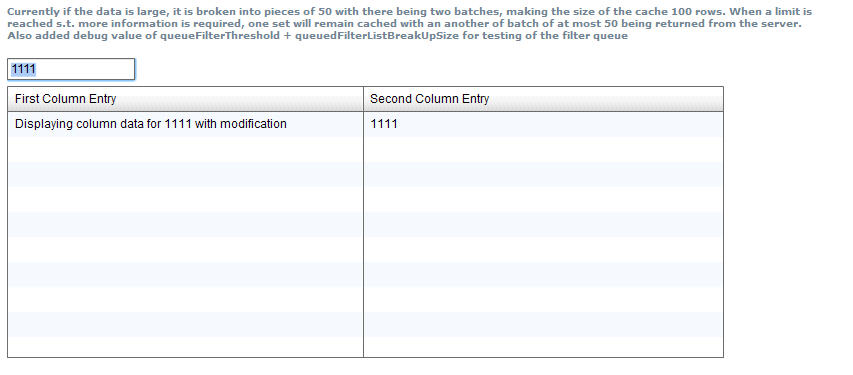 Currently if the data is large, it is broken into pieces of 50 with there being two batches, making the size of the cache 100 rows. When a limit is
reached s.t. more information is required, one set will remain cached with an another of batch of at most 50 being returned from the server.
Also added debug value of queueFilterThreshold + queuedFilterListBreakUpSize for testing of the filter queue
1111
First Column Entry Second Column Entry
Displaying column data for 1111 with modification 1111